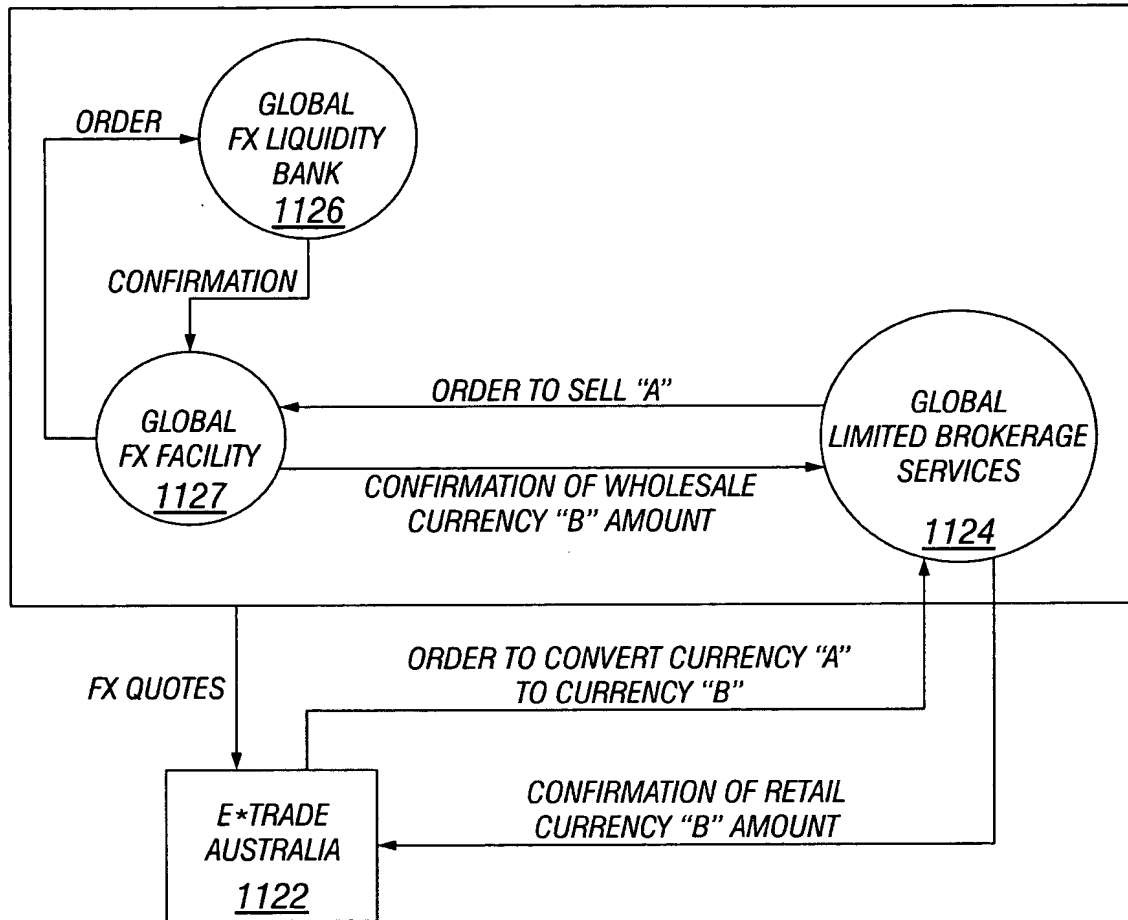 ORDER
GLOBAL
FX LIQUIDITY
BANK
1126
CONFIRMATION
GLOBAL
FX FACILITY
1127
ORDER TO SELL “A”
CONFIRMATION OF WHOLESALE
CURRENCY “B” AMOUNT
GLOBAL
LIMITED BROKERAGE
SERVICES
1124
FX QUOTES
ORDER TO CONVERT CURRENCY “A”
TO CURRENCY “B”
CONFIRMATION OF RETAIL
CURRENCY “B” AMOUNT
E*TRADE
AUSTRALIA
1122